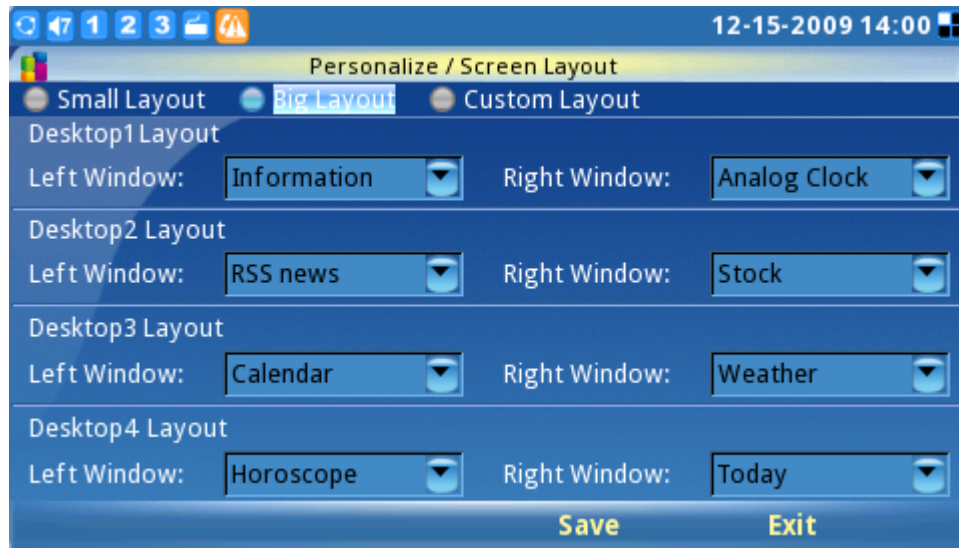 7 1 2 3 12-15-2009 14:00
Personalize / Screen Layout
Small Layout Big Layout Custom Layout
Desktop1 Layout
Left Window: Information Right Window: Analog Clock
Desktop2 Layout
Left Window: RSS news Right Window: Stock
Desktop3 Layout
Left Window: Calendar Right Window: Weather
Desktop4 Layout
Left Window: Horoscope Right Window: Today
Save Exit